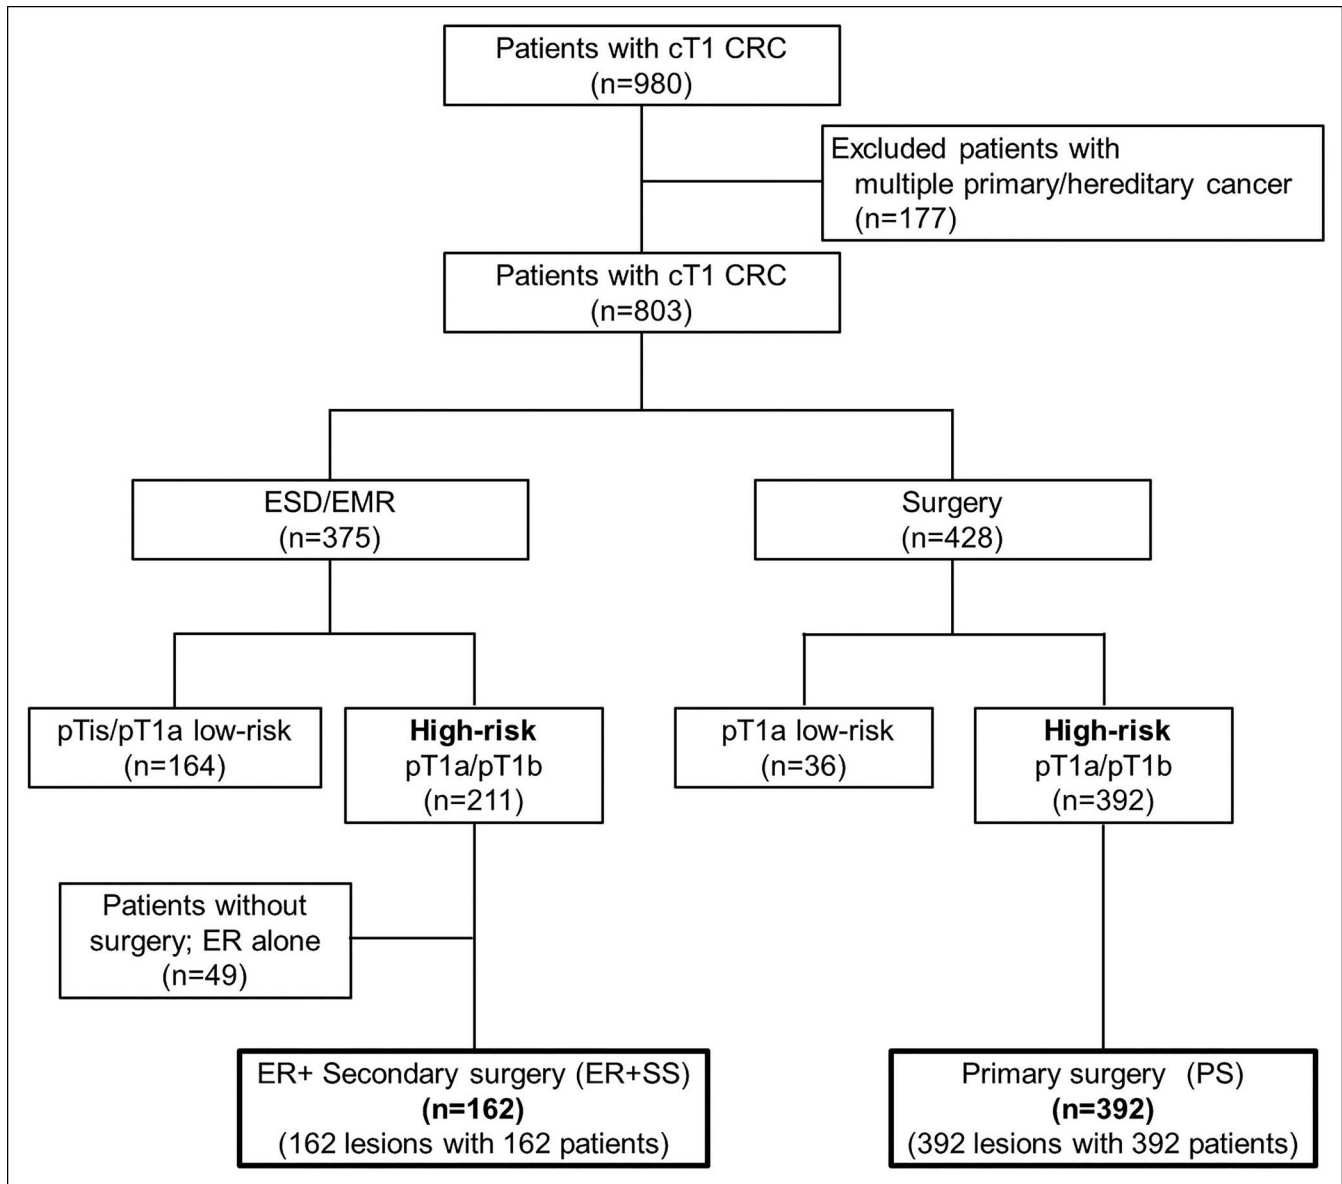 Patients with cT1 CRC
(n=980)
Excluded patients with
multiple primary/hereditary cancer
(n=177)
Patients with cT1 CRC
(n=803)
ESD/EMR
(n=375)
Surgery
(n=428)
pTis/pT1a low-risk
(n=164)
High-risk
pT1a/pT1b
(n=211)
pT1a low-risk
(n=36)
High-risk
pT1a/pT1b
(n=392)
Patients without
surgery; ER alone
(n=49)
ER+ Secondary surgery (ER+SS)
(n=162)
(162 lesions with 162 patients)
Primary surgery (PS)
(n=392)
(392 lesions with 392 patients)